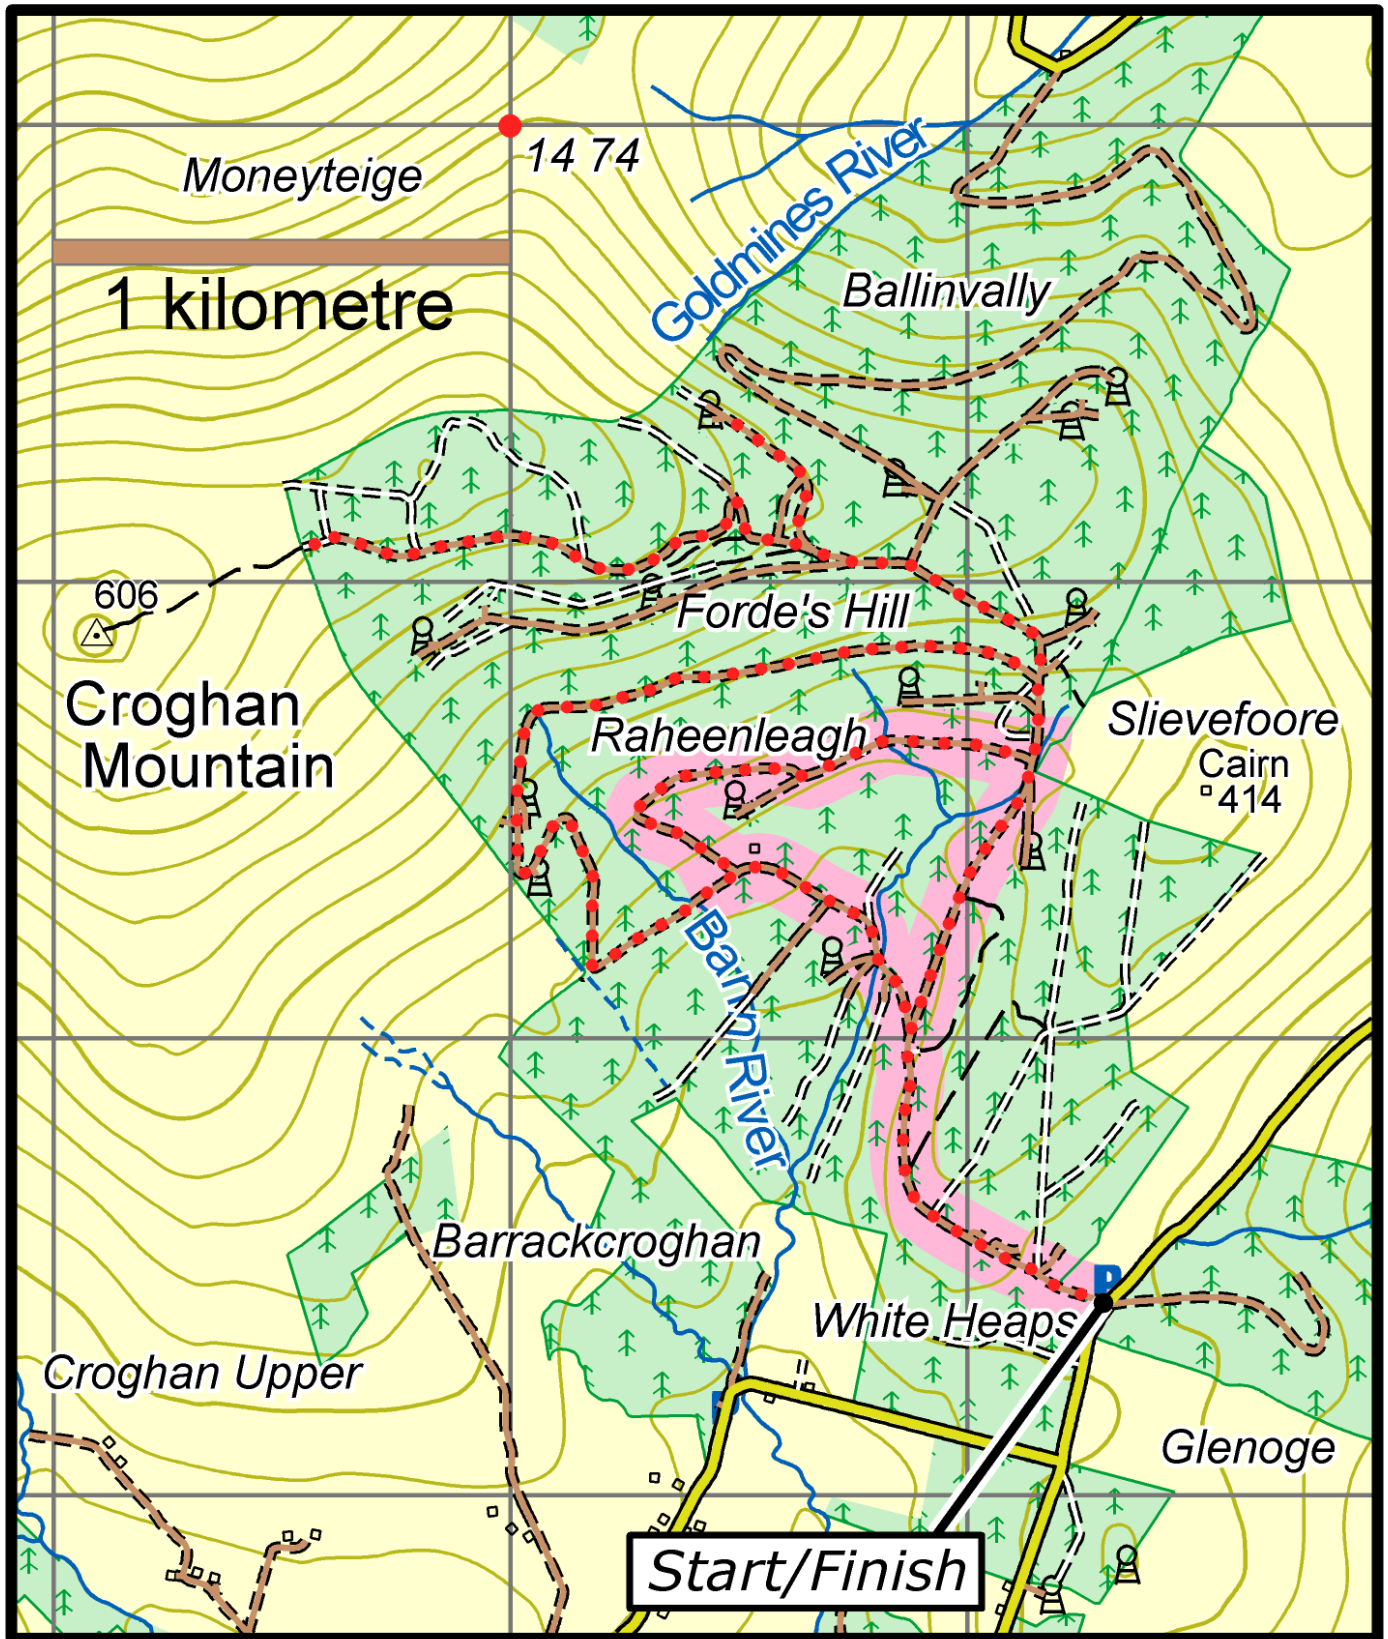 Moneyteige
14 74
1 kilometre
Goldmines River
Ballinvally
606
Forde's Hill
Croghan
Mountain
Raheenleagh
Slievefoore
Cairn
414
Bann River
Barrackcroghan
P
White Heaps
Croghan Upper
P
Glenoge
Start/Finish